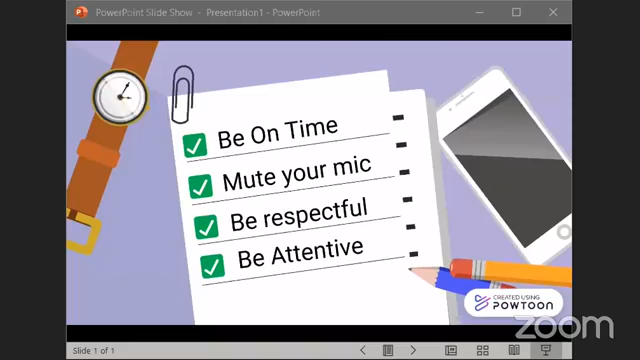 PowerPoint Slide Show - Presentation1 - PowerPoint
Be On Time
Mute your mic
Be respectful
Be Attentive
CREATED USING
POWTOON
zoom
Slide 1 of 1